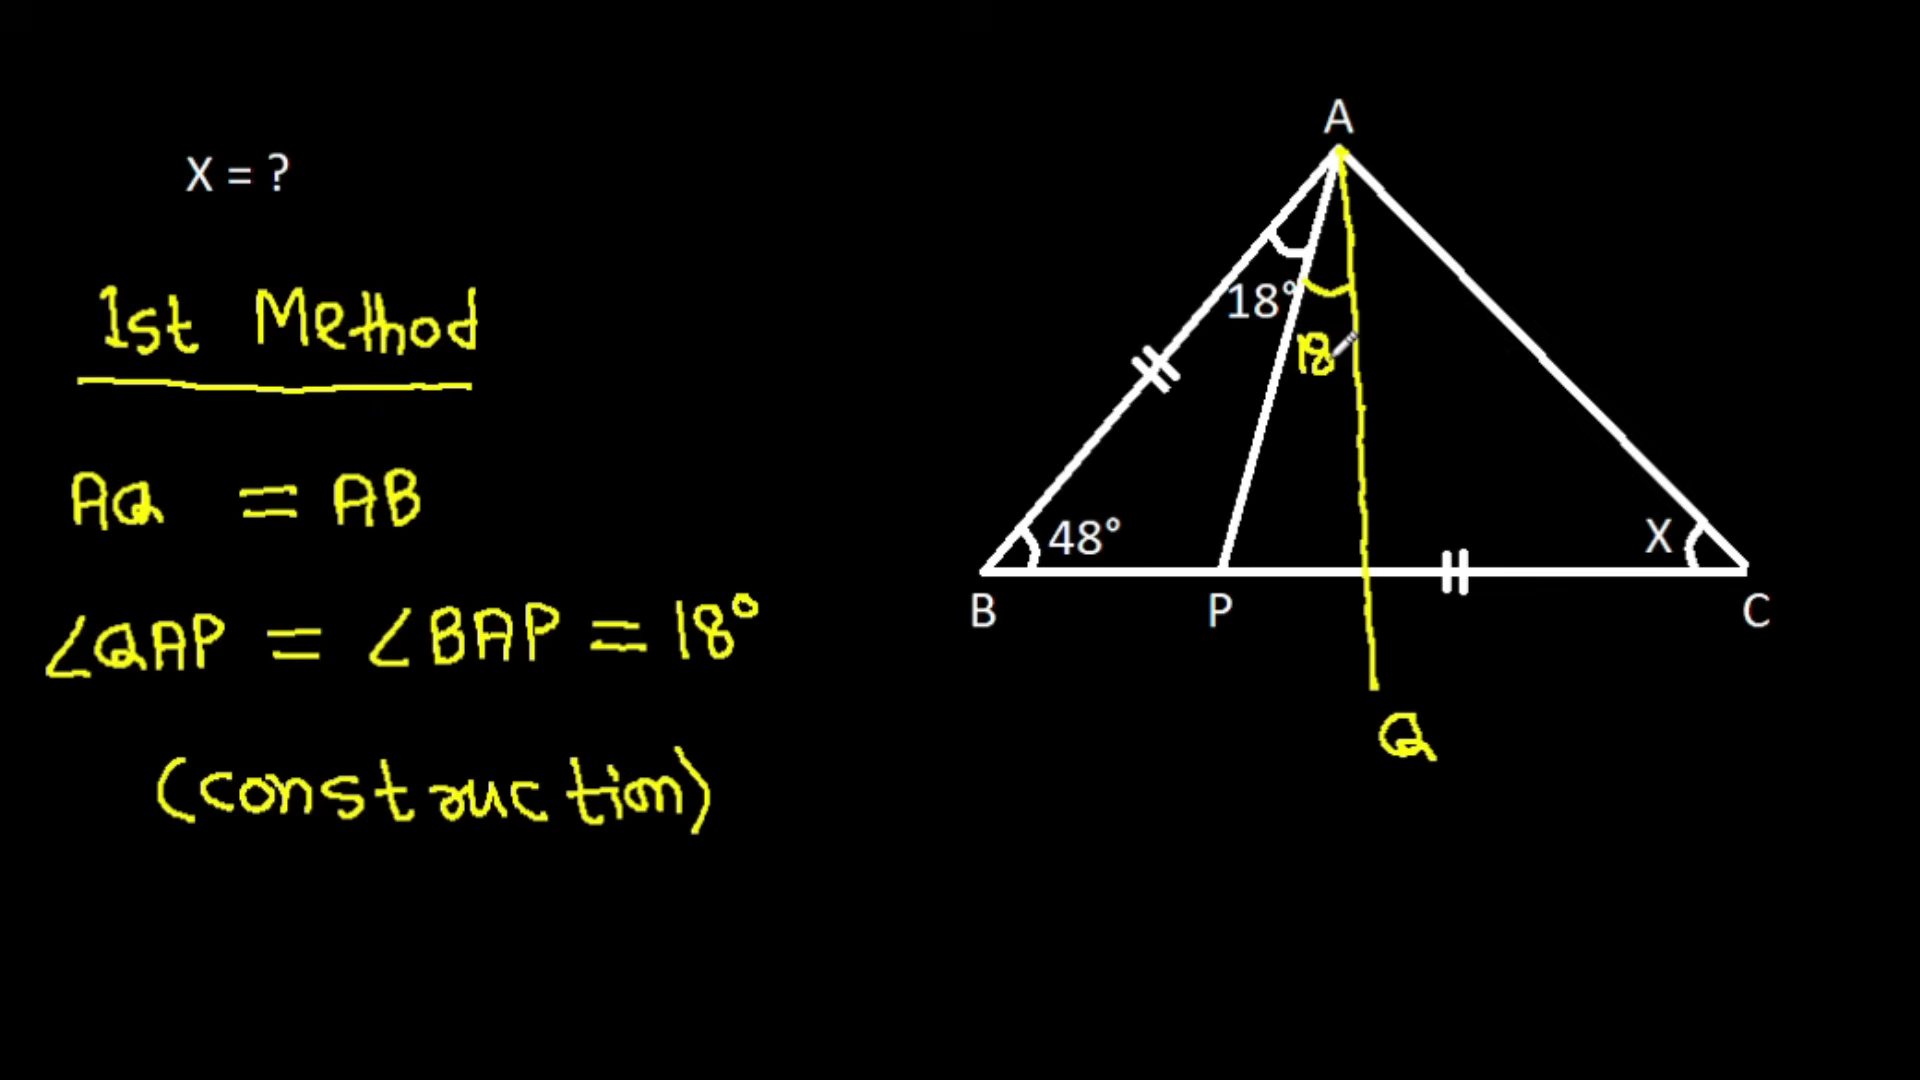 X = ?
1st Method
AQ = AB
∠QAP = ∠BAP = 18°
(construction)
A
18°
18
48°
X
B
P
C
Q